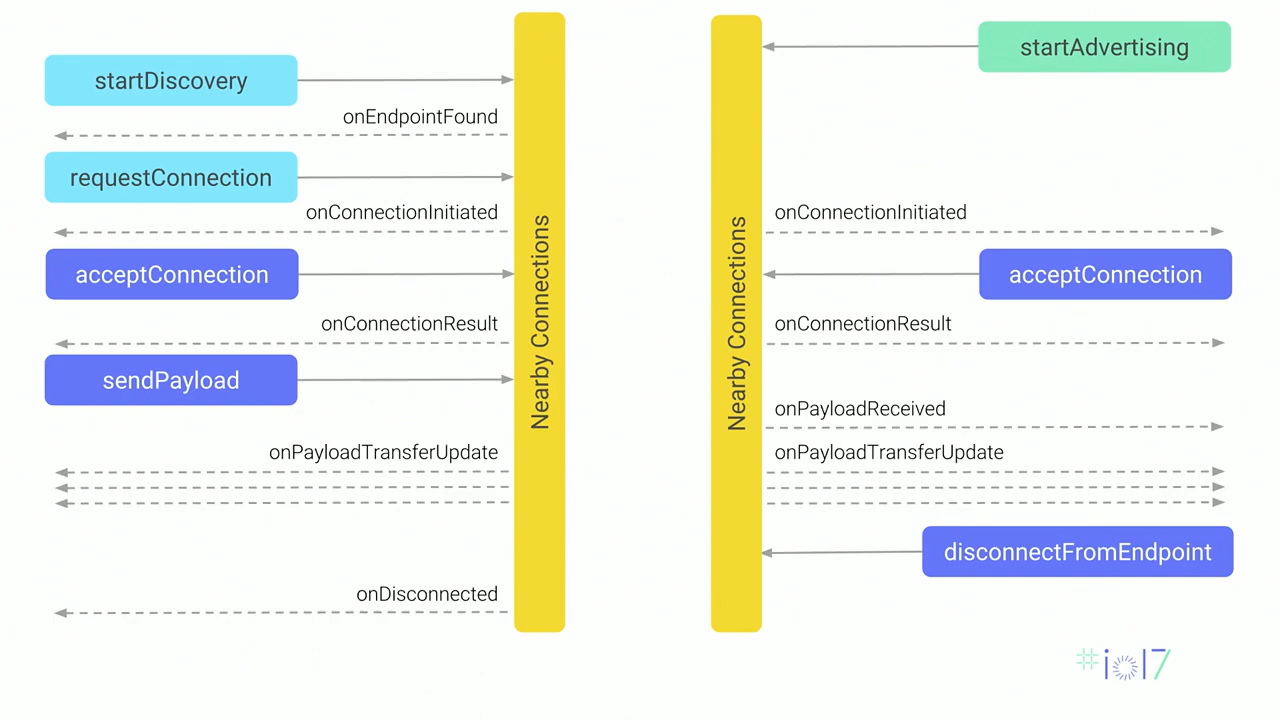 startAdvertising
startDiscovery
onEndpointFound
requestConnection
onConnectionInitiated
onConnectionInitiated
acceptConnection
acceptConnection
onConnectionResult
onConnectionResult
Nearby Connections
Nearby Connections
sendPayload
onPayloadReceived
onPayloadTransferUpdate
onPayloadTransferUpdate
disconnectFromEndpoint
onDisconnected
#io17